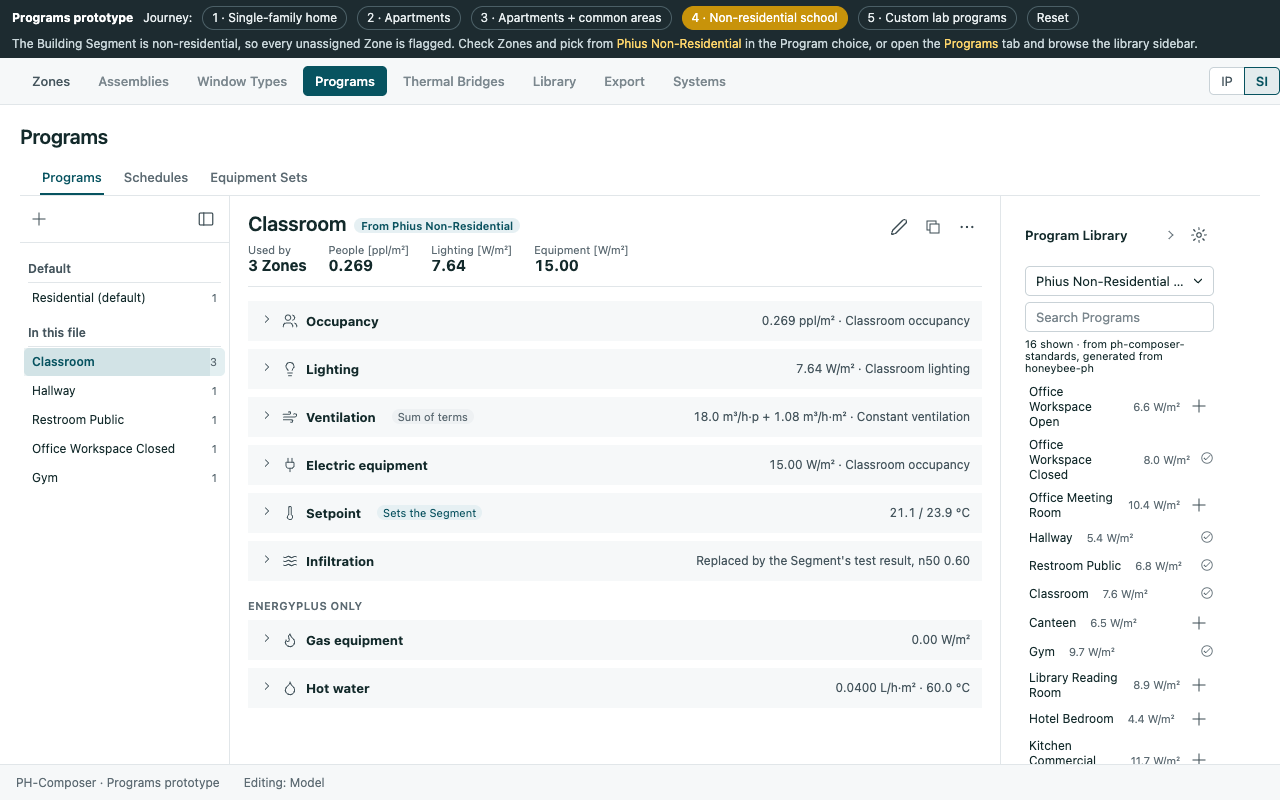 Programs prototype Journey: 1 · Single-family home 2 · Apartments 3 · Apartments + common areas 4 · Non-residential school 5 · Custom lab programs Reset
The Building Segment is non-residential, so every unassigned Zone is flagged. Check Zones and pick from Phius Non-Residential in the Program choice, or open the Programs tab and browse the library sidebar.
Zones Assemblies Window Types Programs Thermal Bridges Library Export Systems IP SI
Programs
Programs Schedules Equipment Sets
Default
Residential (default) 1
In this file
Classroom 3
Hallway 1
Restroom Public 1
Office Workspace Closed 1
Gym 1
Classroom From Phius Non-Residential
Used by People [ppl/m²] Lighting [W/m²] Equipment [W/m²]
3 Zones 0.269 7.64 15.00
Occupancy 0.269 ppl/m² · Classroom occupancy
Lighting 7.64 W/m² · Classroom lighting
Ventilation Sum of terms 18.0 m³/h·p + 1.08 m³/h·m² · Constant ventilation
Electric equipment 15.00 W/m² · Classroom occupancy
Setpoint Sets the Segment 21.1 / 23.9 °C
Infiltration Replaced by the Segment's test result, n50 0.60
ENERGYPLUS ONLY
Gas equipment 0.00 W/m²
Hot water 0.0400 L/h·m² · 60.0 °C
Program Library
Phius Non-Residential ...
Search Programs
16 shown · from ph-composer-
standards, generated from
honeybee-ph
Office
Workspace 6.6 W/m²
Open
Office
Workspace 8.0 W/m²
Closed
Office Meeting
Room 10.4 W/m²
Hallway 5.4 W/m²
Restroom Public 6.8 W/m²
Classroom 7.6 W/m²
Canteen 6.5 W/m²
Gym 9.7 W/m²
Library Reading
Room 8.9 W/m²
Hotel Bedroom 4.4 W/m²
Kitchen
Commercial 11.7 W/m²
PH-Composer · Programs prototype Editing: Model